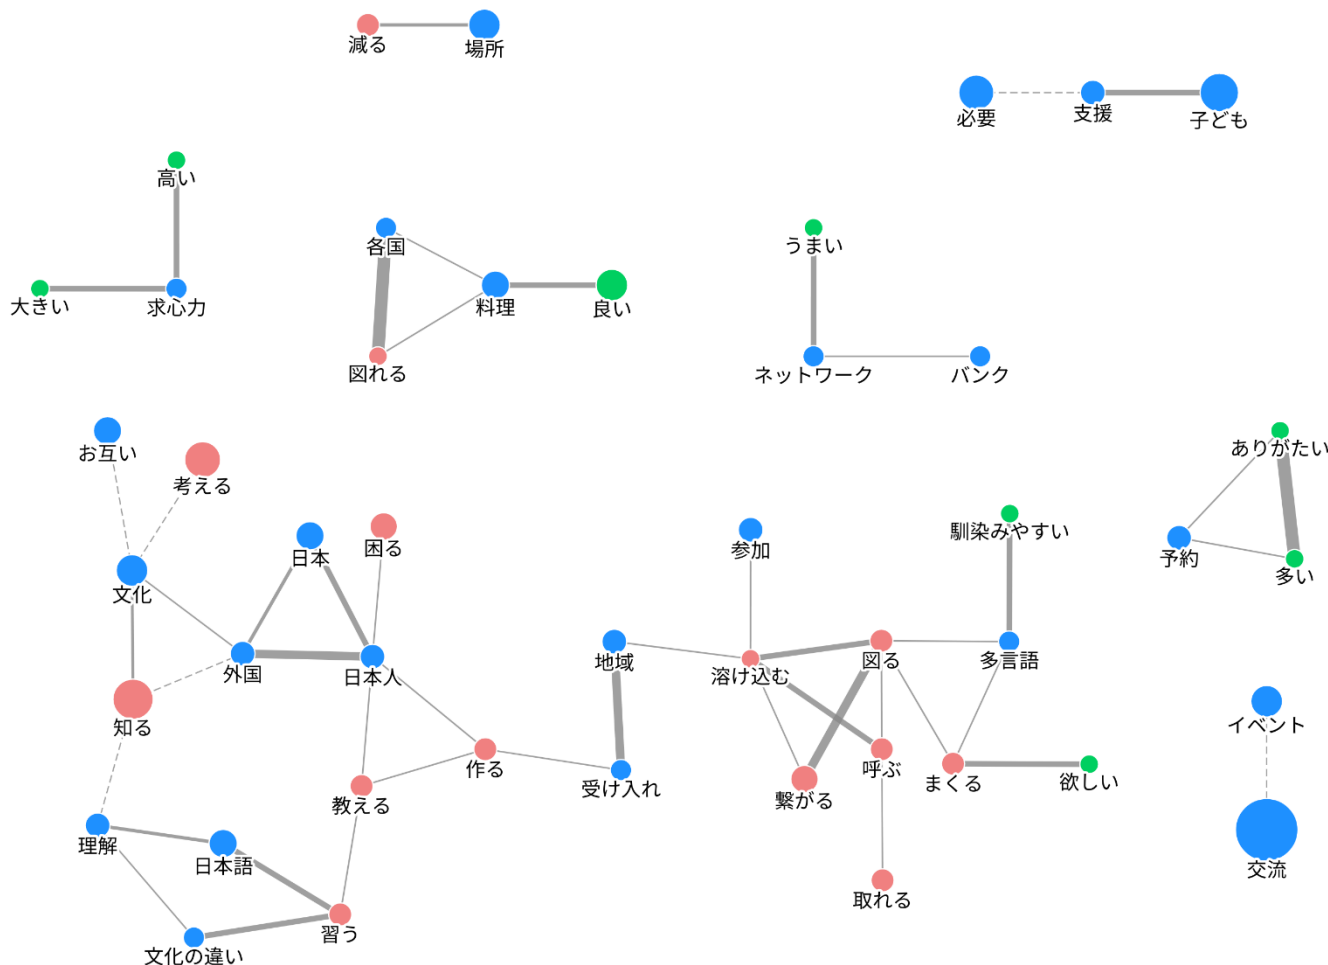 減る
場所
必要
支援
子ども
高い
大きい
求心力
各国
料理
良い
図れる
うまい
ネットワーク
バンク
お互い
考える
文化
日本
困る
外国
日本人
知る
教える
作る
理解
日本語
文化の違い
習う
地域
受け入れ
参加
溶け込む
図る
馴染みやすい
多言語
繋がる
呼ぶ
まくる
欲しい
取れる
ありがたい
予約
多い
イベント
交流